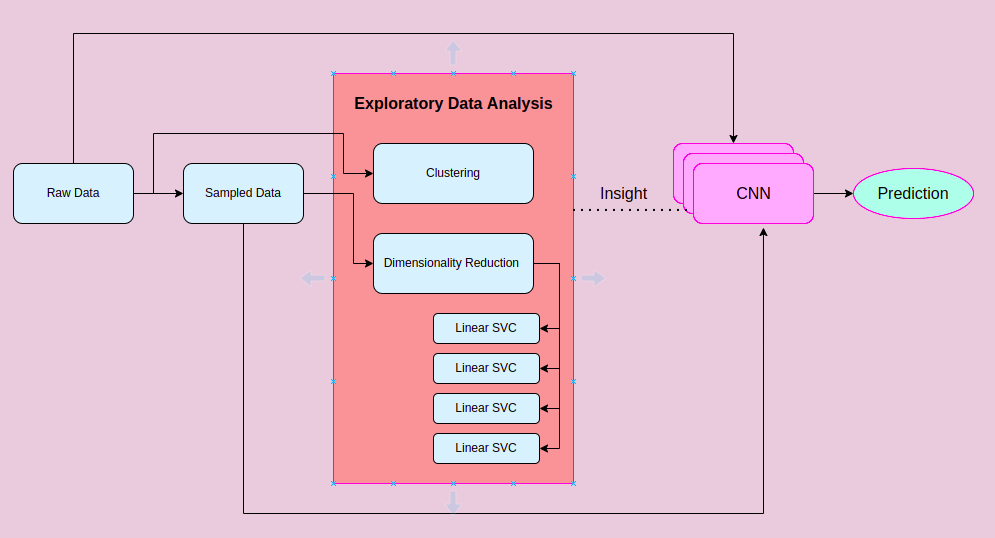 Exploratory Data Analysis
Raw Data
Sampled Data
Clustering
Dimensionality Reduction
Linear SVC
Linear SVC
Linear SVC
Linear SVC
Insight
CNN
Prediction